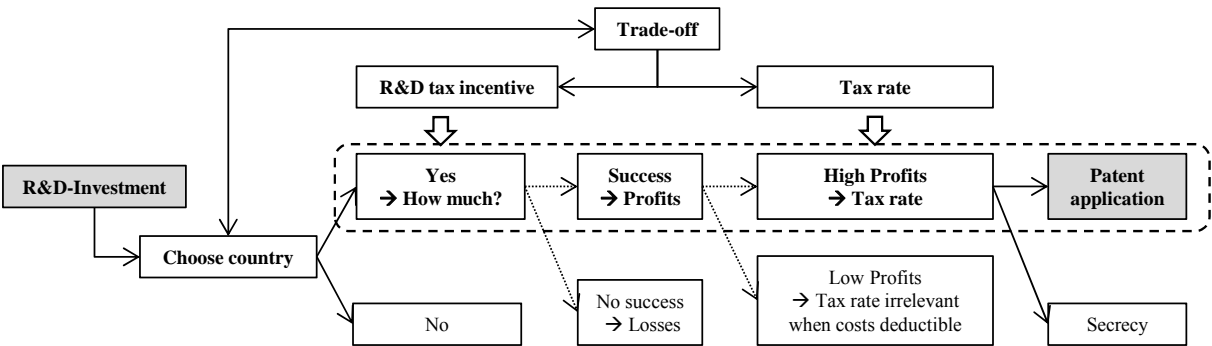 Trade-off
R&D tax incentive
Tax rate
R&D-Investment
Yes
→ How much?
Success
→ Profits
High Profits
→ Tax rate
Patent
application
Choose country
No
No success
→ Losses
Low Profits
→ Tax rate irrelevant
when costs deductible
Secrecy